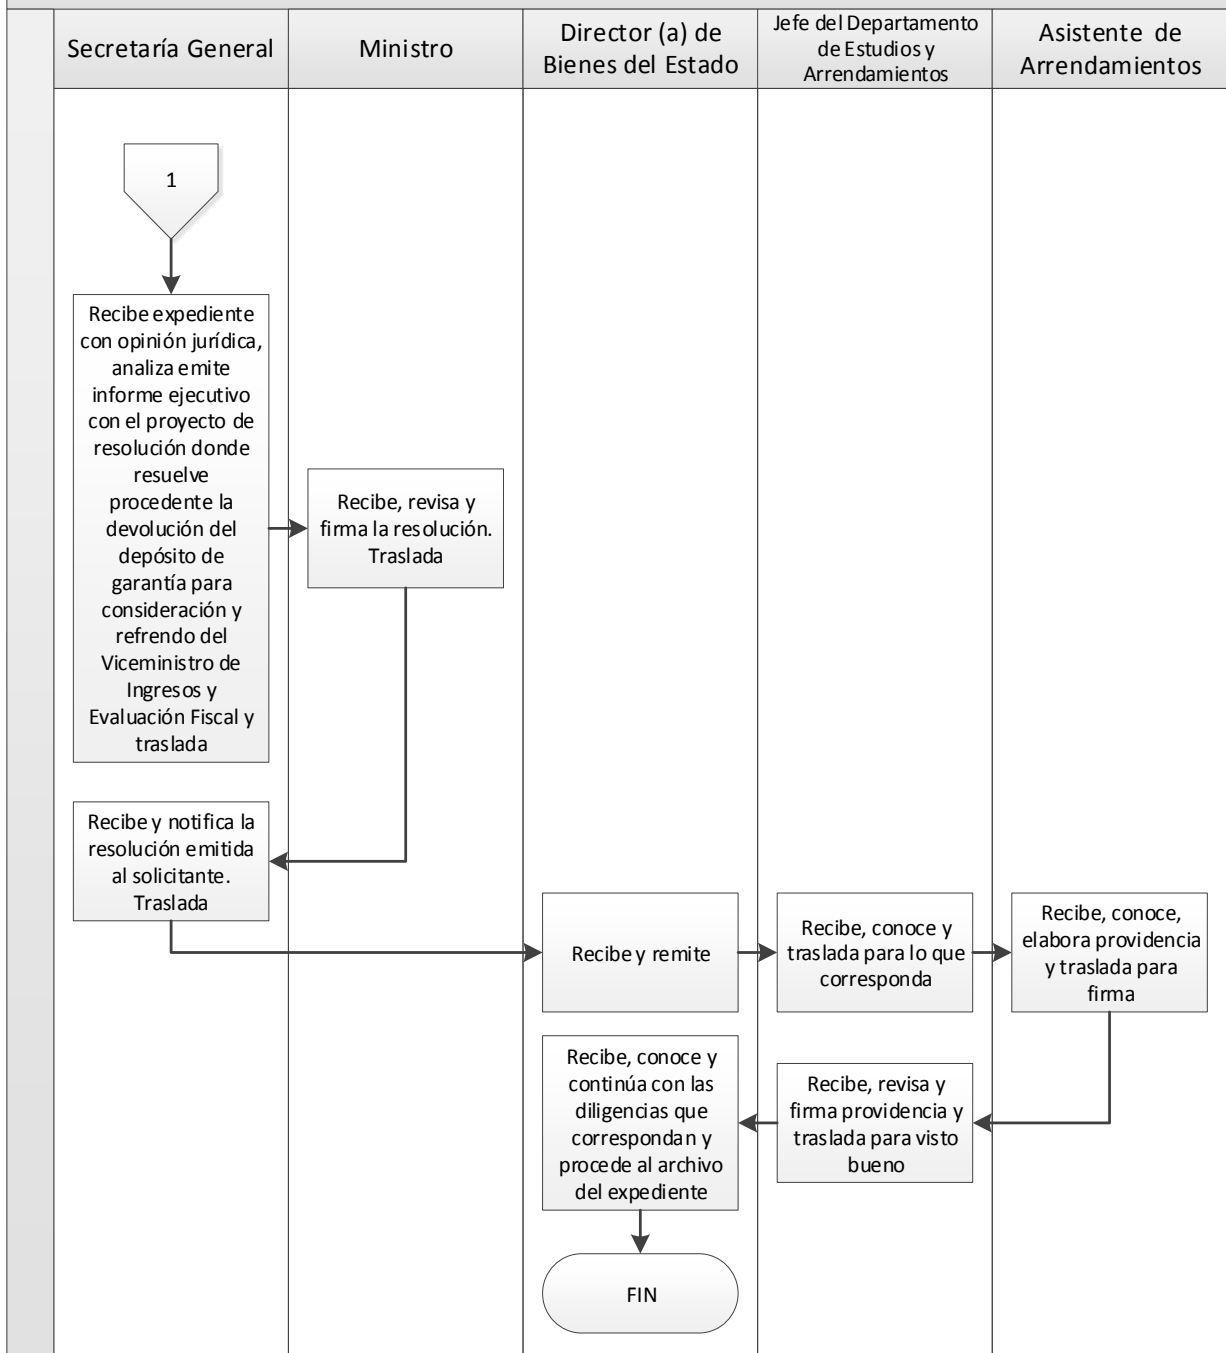 Secretaría General
Ministro
Director (a) de
Bienes del Estado
Jefe del Departamento
de Estudios y
Arrendamientos
Asistente de
Arrendamientos
1
Recibe expediente
con opinión jurídica,
analiza emite
informe ejecutivo
con el proyecto de
resolución donde
resuelve
procedente la
devolución del
depósito de
garantía para
consideración y
refrendo del
Viceministro de
Ingresos y
Evaluación Fiscal y
traslada
Recibe, revisa y
firma la resolución.
Traslada
Recibe y notifica la
resolución emitida
al solicitante.
Traslada
Recibe y remite
Recibe, conoce y
traslada para lo que
corresponda
Recibe, conoce,
elabora providencia
y traslada para
firma
Recibe, revisa y
firma providencia y
traslada para visto
bueno
Recibe, conoce y
continúa con las
diligencias que
correspondan y
procede al archivo
del expediente
FIN